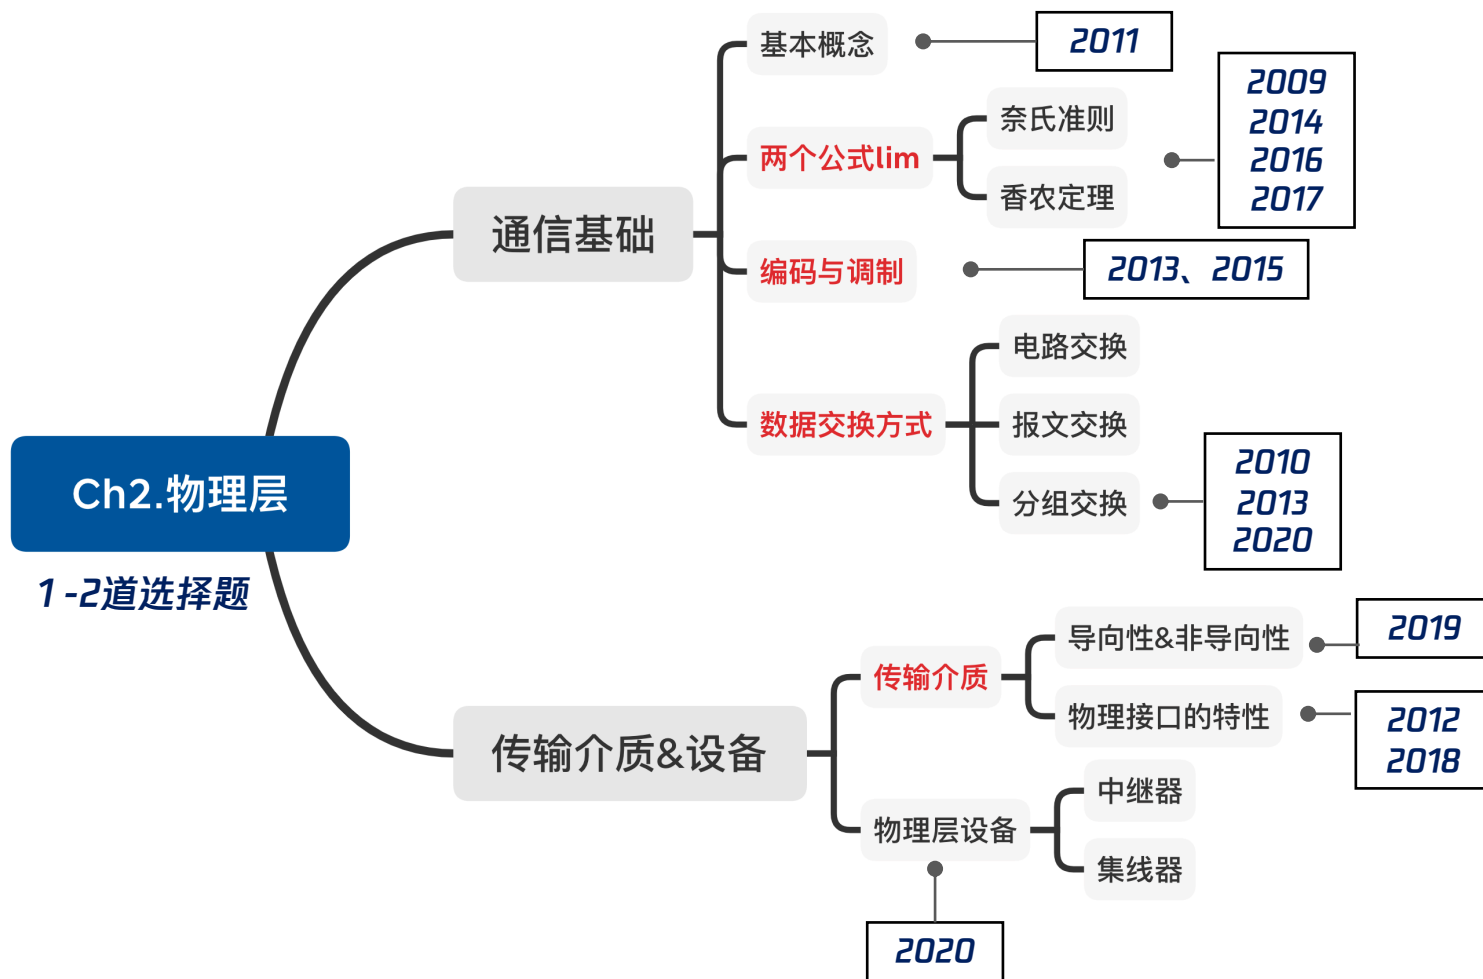 基本概念
2011
两个公式lim
奈氏准则
香农定理
2009
2014
2016
2017
通信基础
编码与调制
2013、2015
数据交换方式
电路交换
报文交换
分组交换
2010
2013
2020
Ch2.物理层
1-2道选择题
传输介质&设备
传输介质
导向性&非导向性
2019
物理接口的特性
2012
2018
物理层设备
中继器
集线器
2020